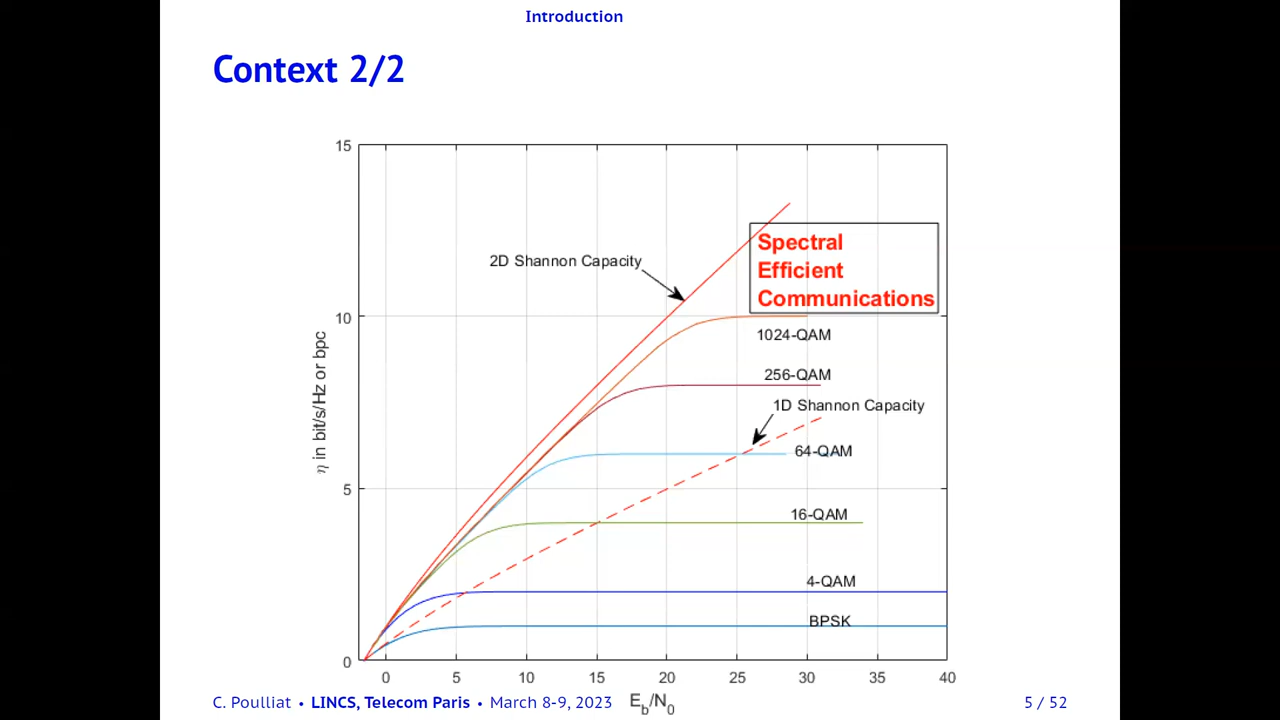 Introduction
Context 2/2
15
10
5
0
η in bit/s/Hz or bpc
2D Shannon Capacity
Spectral
Efficient
Communications
1024-QAM
256-QAM
1D Shannon Capacity
64-QAM
16-QAM
4-QAM
BPSK
0 5 10 15 20 25 30 35 40
E_b/N_0
C. Poulliat • LINCS, Telecom Paris • March 8-9, 2023
5 / 52